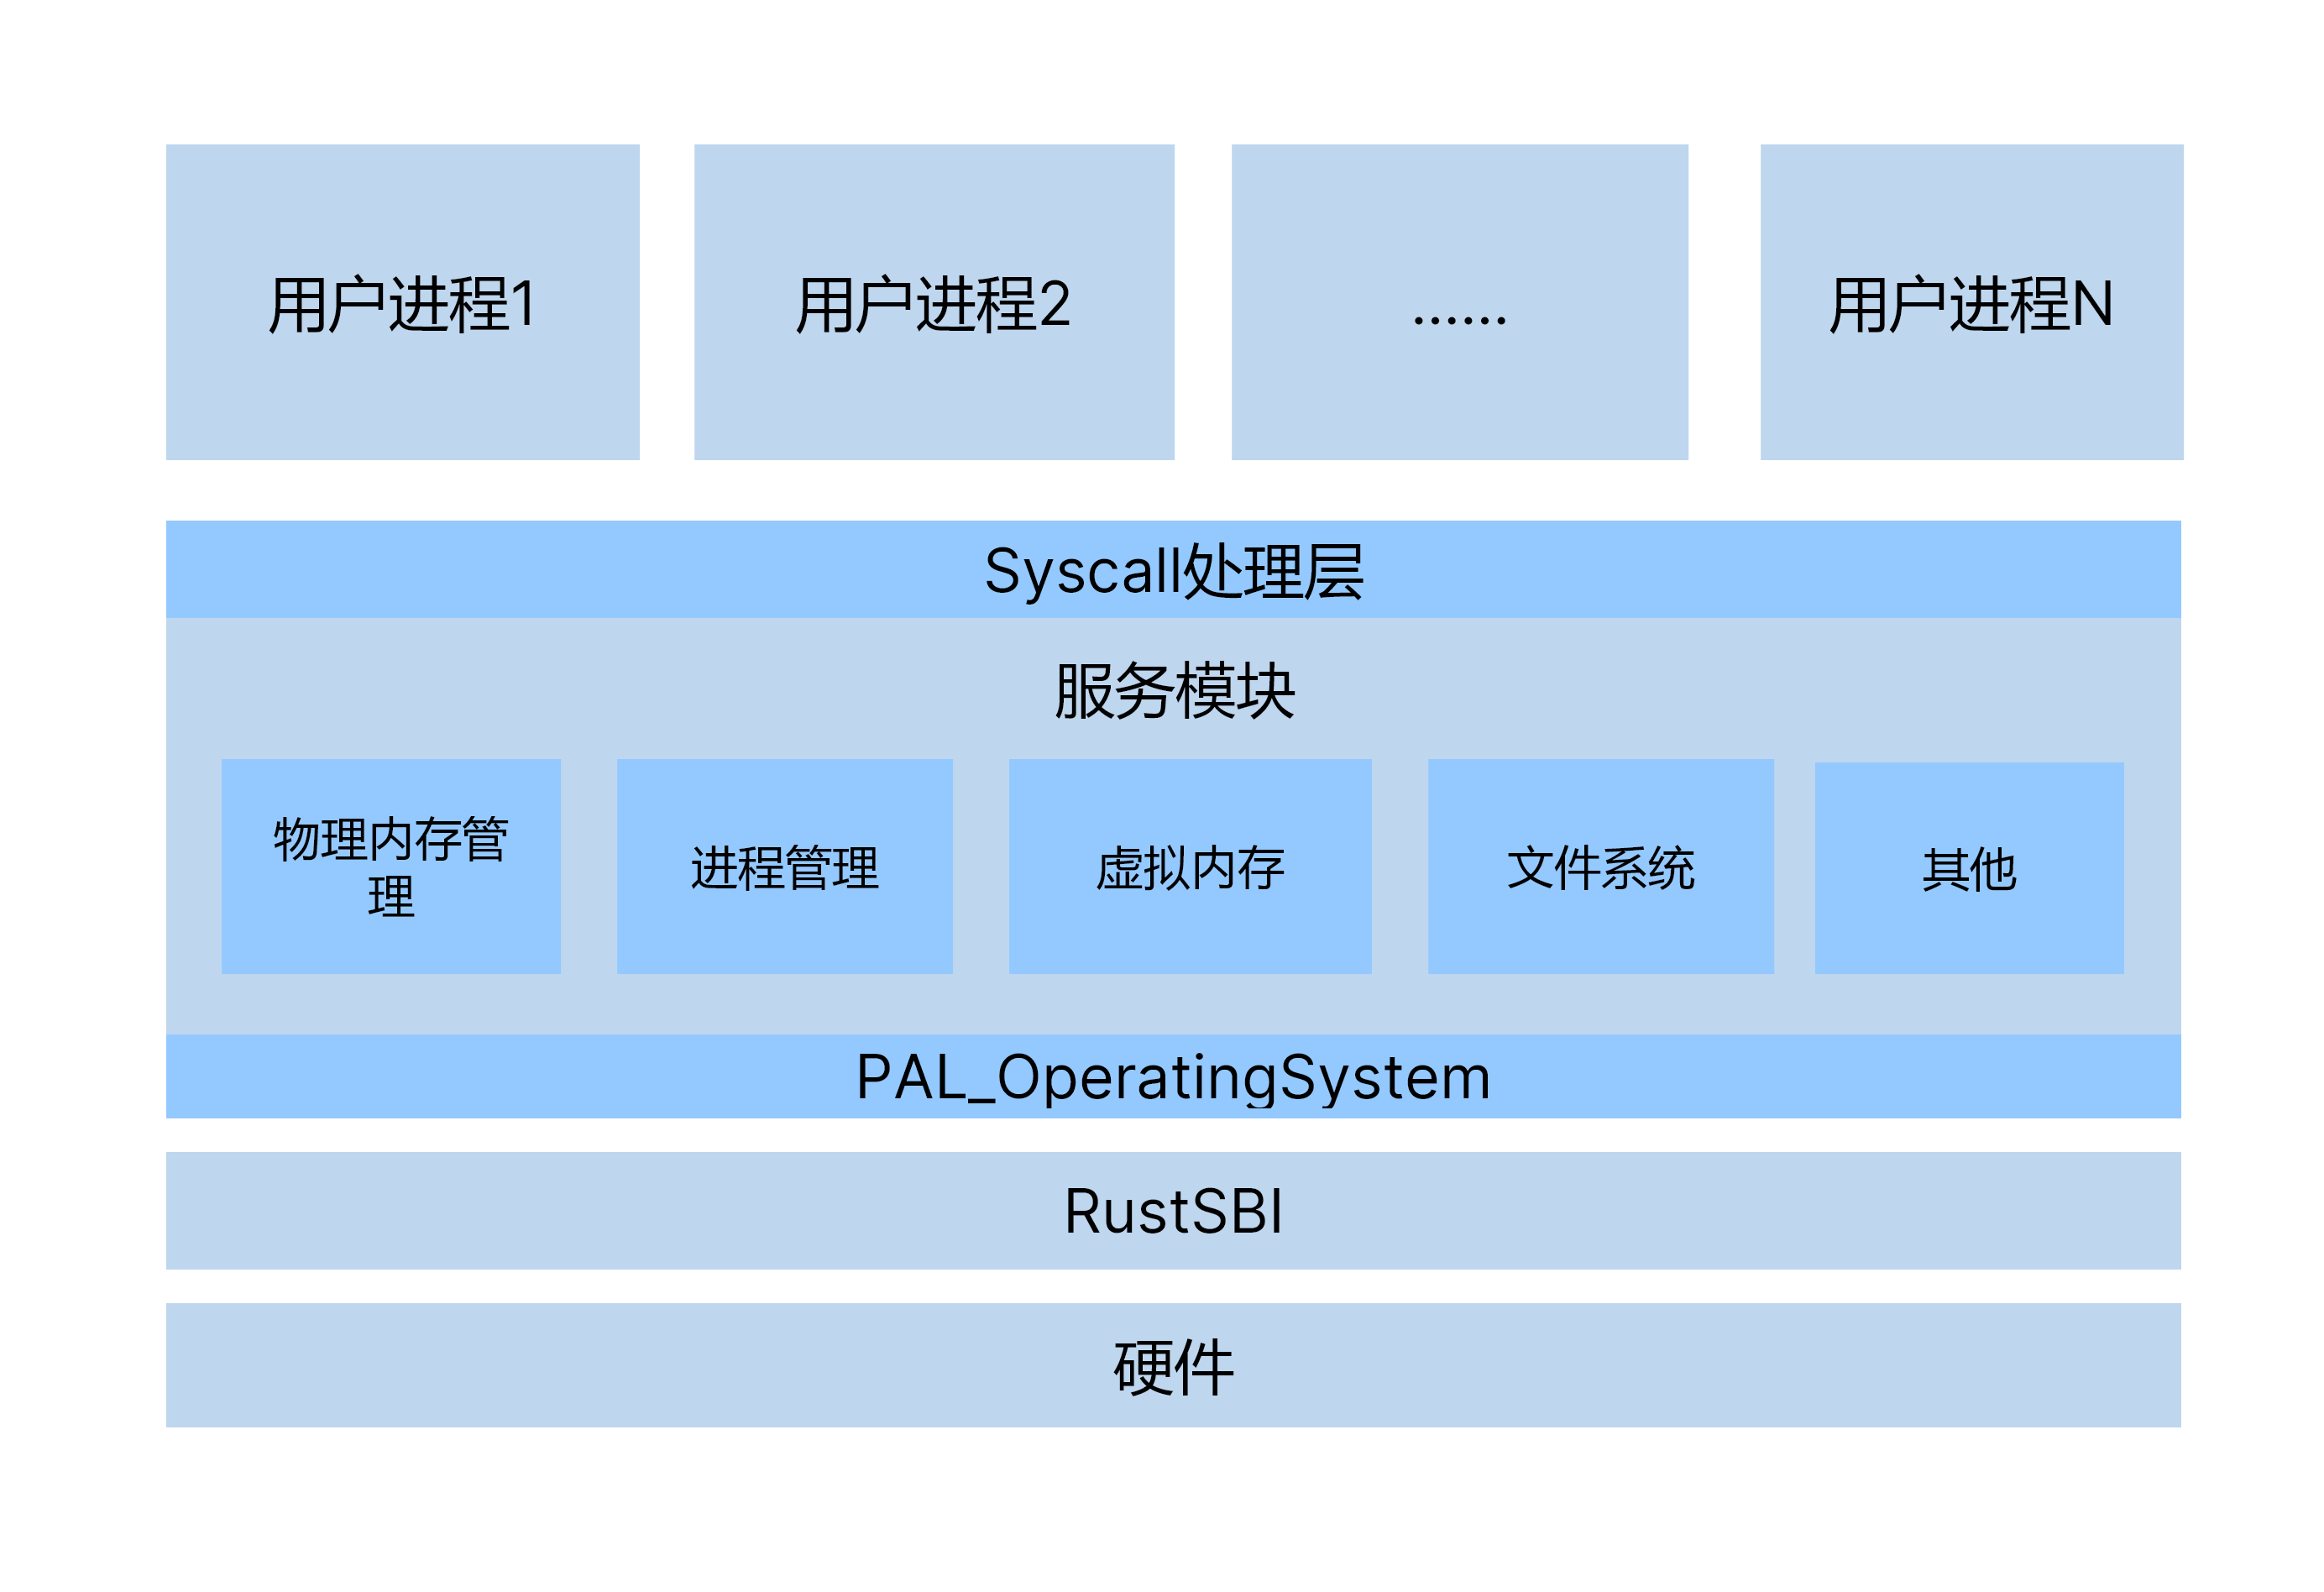 用户进程1
用户进程2
......
用户进程N
Syscall处理层
服务模块
物理内存管
理
进程管理
虚拟内存
文件系统
其他
PAL_OperatingSystem
RustSBI
硬件